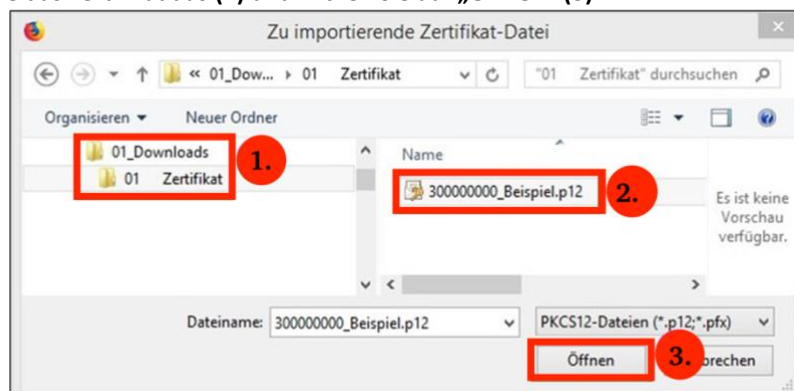 Zu importierende Zertifikat-Datei
« 01_Dow... › 01 Zertifikat
"01 Zertifikat" durchsuchen
Organisieren
Neuer Ordner
01_Downloads
01 Zertifikat
1.
Name
300000000_Beispiel.p12
2.
Es ist keine
Vorschau
verfügbar.
Dateiname: 300000000_Beispiel.p12
PKCS12-Dateien (*.p12;*.pfx)
Öffnen
3.
brechen